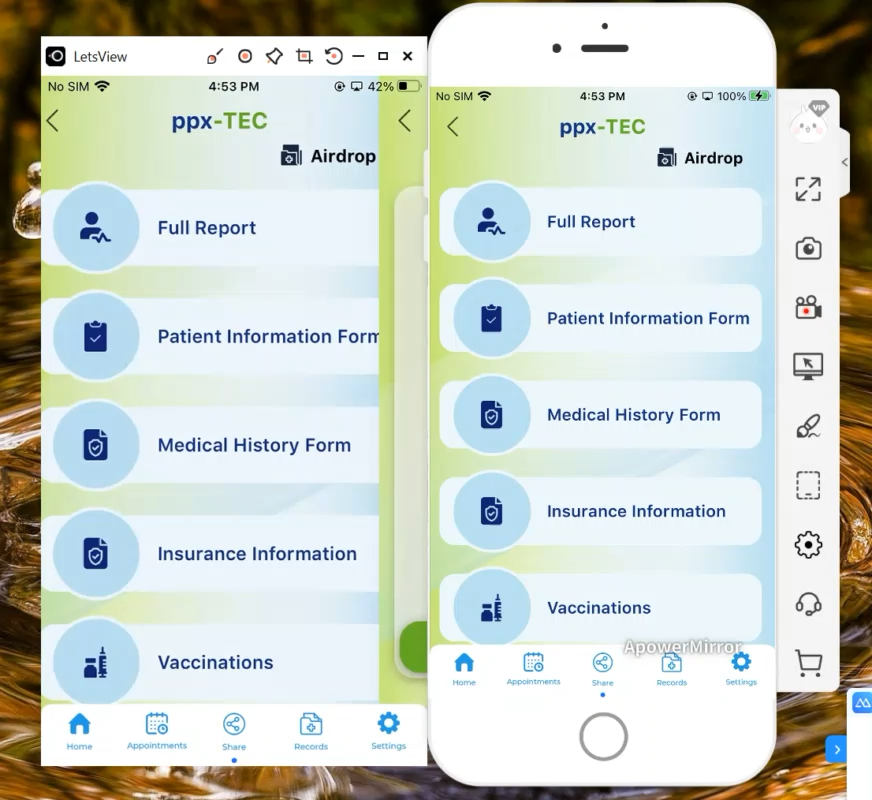 LetsView
No SIM 4:53 PM 42%
ppx-TEC
Airdrop
Full Report
Patient Information Form
Medical History Form
Insurance Information
Vaccinations
Home Appointments Share Records Settings
No SIM 4:53 PM 100%
ppx-TEC
Airdrop
Full Report
Patient Information Form
Medical History Form
Insurance Information
Vaccinations
ApowerMirror
Home Appointments Share Records Settings
VIP